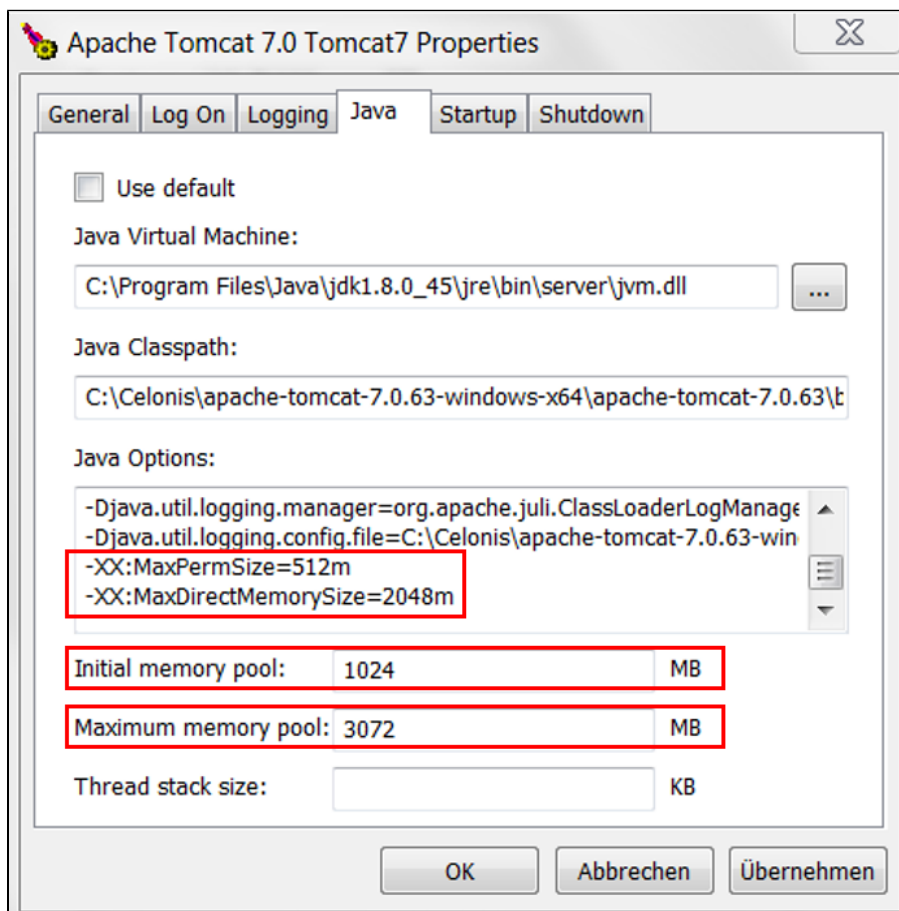 Apache Tomcat 7.0 Tomcat7 Properties
General Log On Logging Java Startup Shutdown
Use default
Java Virtual Machine:
C:\Program Files\Java\jdk1.8.0_45\jre\bin\server\jvm.dll ...
Java Classpath:
C:\Celonis\apache-tomcat-7.0.63-windows-x64\apache-tomcat-7.0.63\b
Java Options:
-Djava.util.logging.manager=org.apache.juli.ClassLoaderLogManage
-Djava.util.logging.config.file=C:\Celonis\apache-tomcat-7.0.63-win
-XX:MaxPermSize=512m
-XX:MaxDirectMemorySize=2048m
Initial memory pool: 1024 MB
Maximum memory pool: 3072 MB
Thread stack size: KB
OK Abbrechen Übernehmen